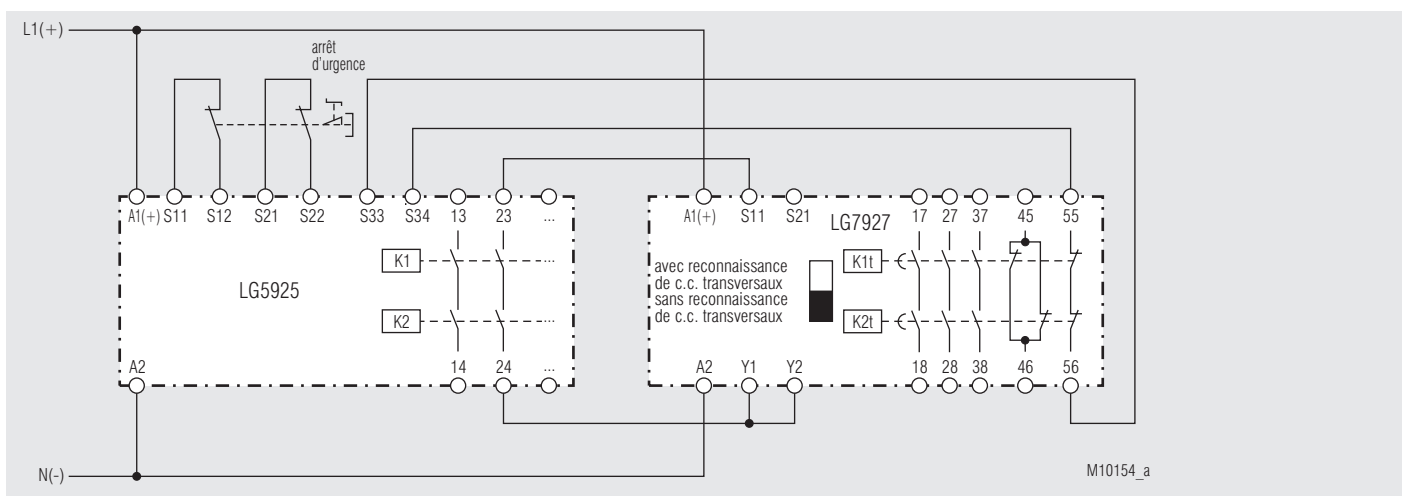 L1(+)
arrêt
d'urgence
A1(+) S11 S12 S21 S22 S33 S34 13 23 ...
A1(+) S11 S21 17 27 37 45 55
LG7927
K1 ...
avec reconnaissance
de c.c. transversaux
sans reconnaissance
de c.c. transversaux
K1t
LG5925
K2 ...
K2t
A2 14 24 ...
A2 Y1 Y2 18 28 38 46 56
N(-)
M10154_a